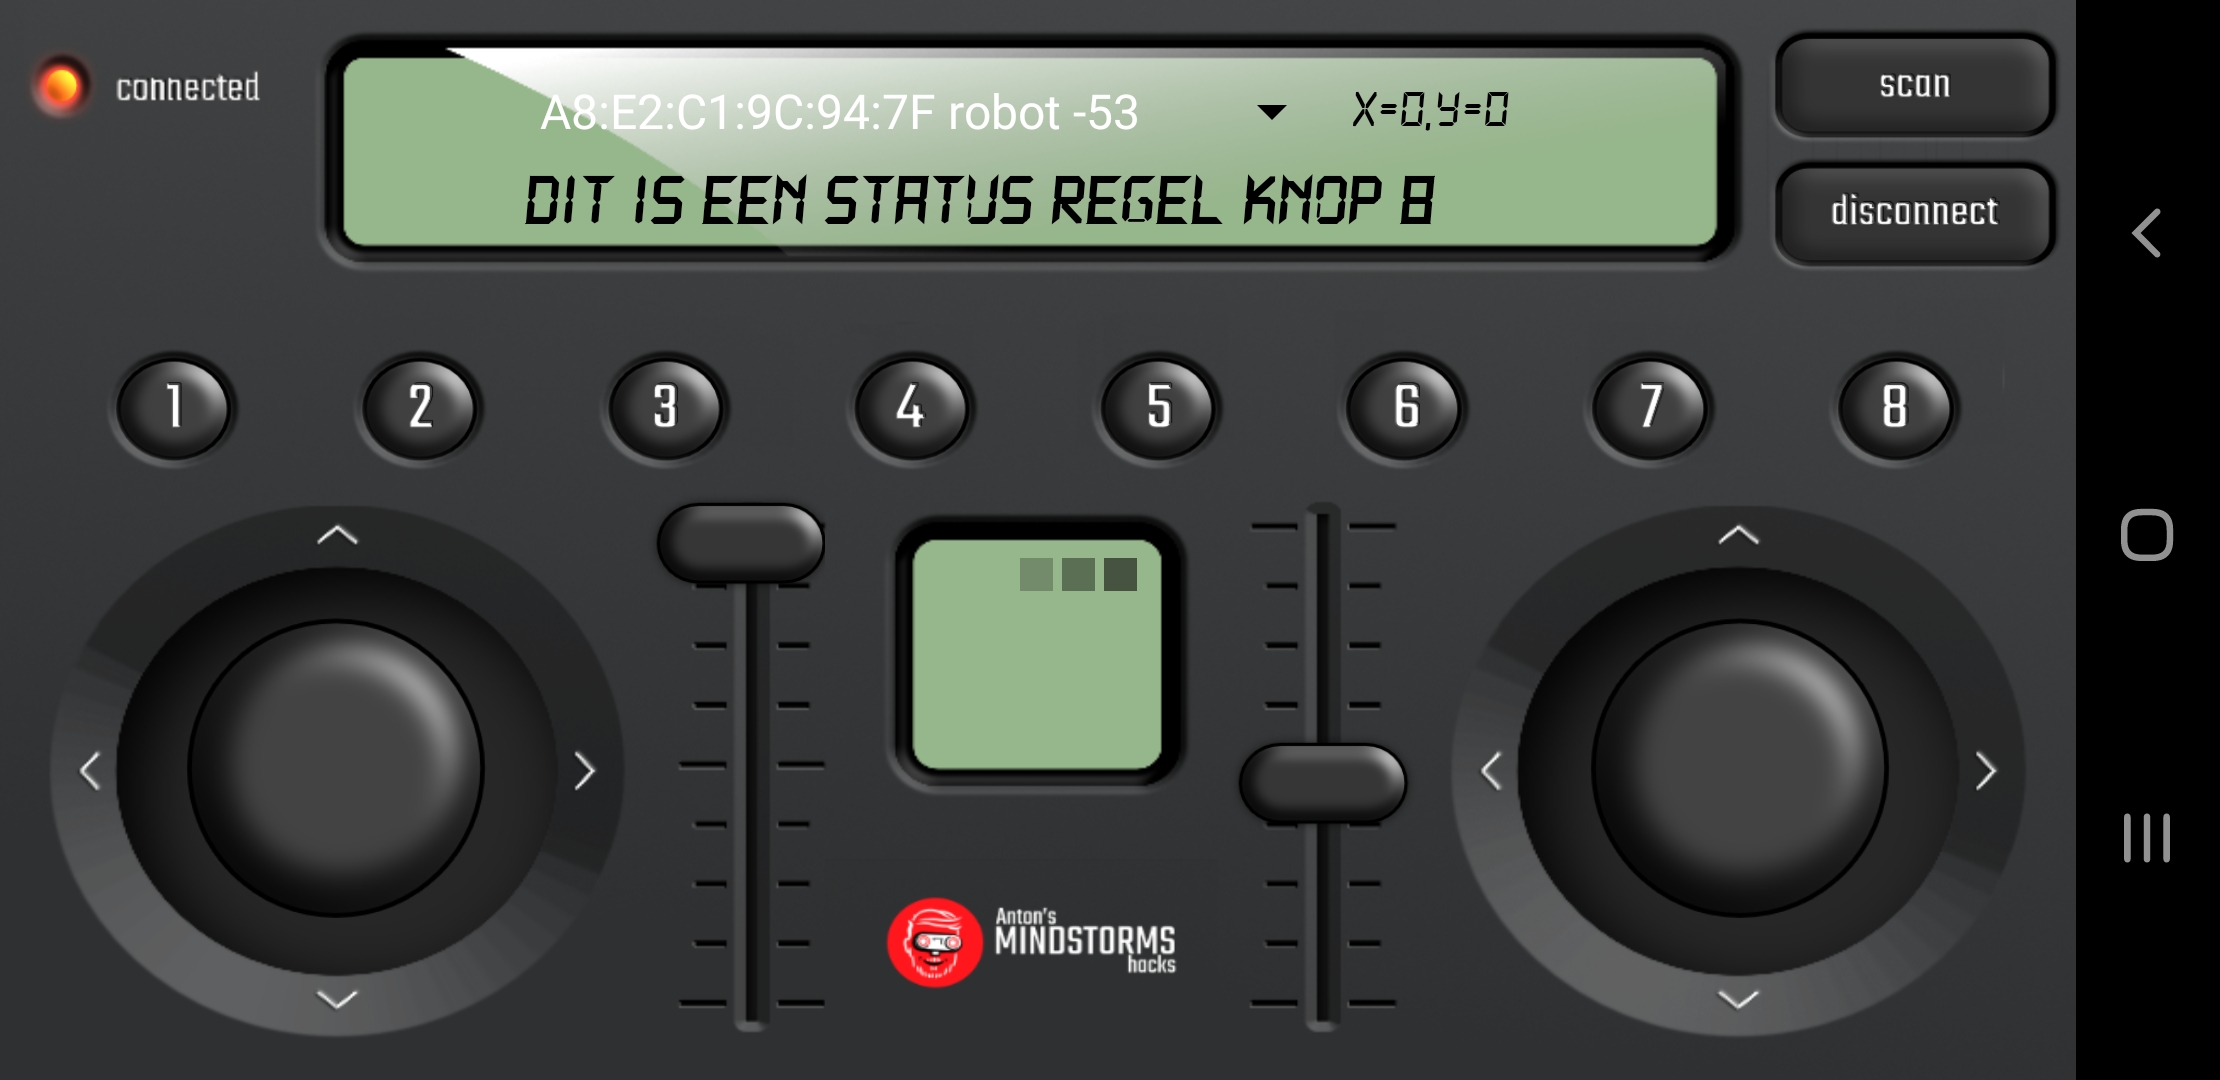 connected
A8:E2:C1:9C:94:7F robot -53
X=0,Y=0
DIT IS EEN STATUS REGEL KNOP 8
scan
disconnect
1 2 3 4 5 6 7 8
Anton's
MINDSTORMS
hacks